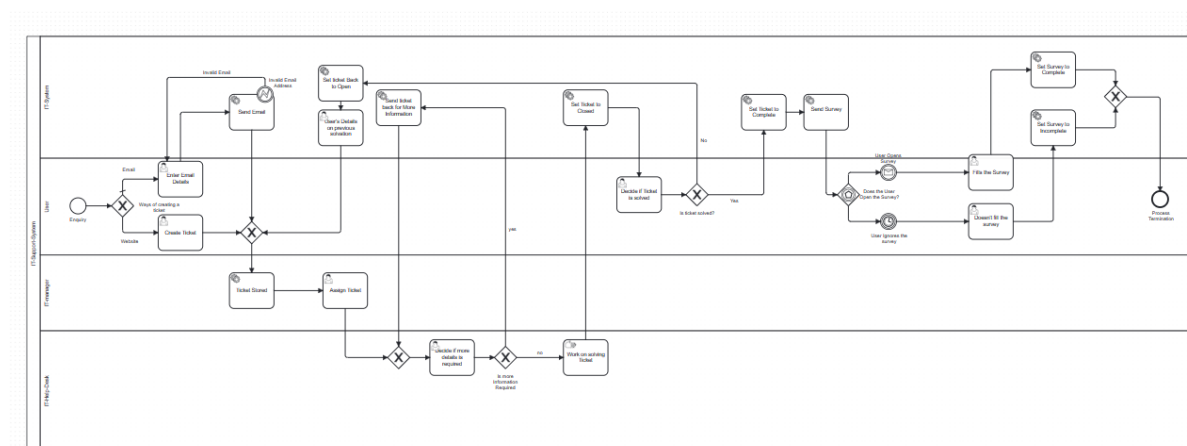 IT-Support-System
IT-System
Invalid Email
Invalid Email
Address
Send Email
Set ticket Back
to Open
User's Details
on previous
solution
Send ticket
back for More
Information
Set Ticket to
Closed
No
Set Ticket to
Complete
Send Survey
Set Survey to
Complete
Set Survey to
Incomplete
User
Enquiry
Email
Ways of creating a
ticket
Website
Enter Email
Details
Create Ticket
yes
Decide if Ticket
is solved
Is ticket solved?
Yes
User Opens
Survey
Does the User
Open the Survey?
User Ignores the
survey
Fills the Survey
Doesn't fill the
survey
Process
Termination
IT-manager
Ticket Stored
Assign Ticket
IT-Help-Desk
Decide if more
details is
required
Is more
Information
Required
no
Work on solving
Ticket